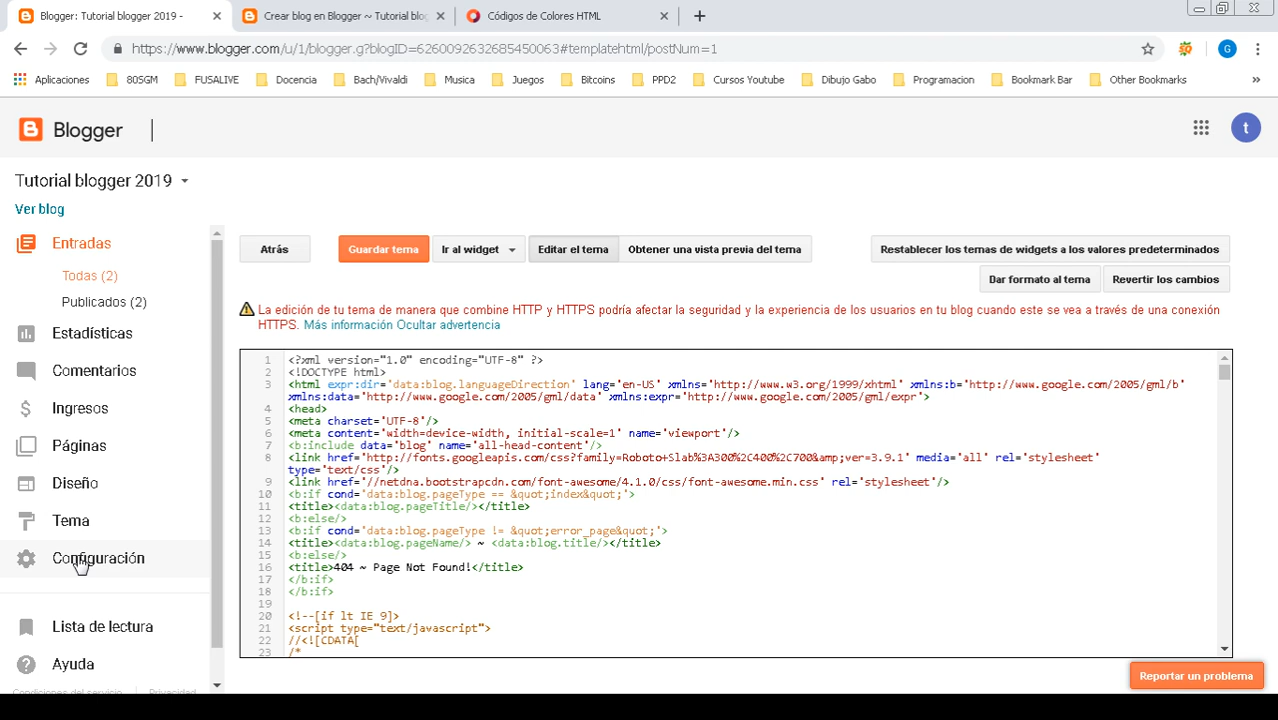 Blogger: Tutorial blogger 2019 -
Crear blog en Blogger ~ Tutorial blog
Códigos de Colores HTML
https://www.blogger.com/u/1/blogger.g?blogID=6260092632685450063#templatehtml/postNum=1
G
Aplicaciones 80SGM FUSALIVE Docencia Bach/Vivaldi Musica Juegos Bitcoins PPD2 Cursos Youtube Dibujo Gabo Programacion Bookmark Bar Other Bookmarks »
Blogger
t
Tutorial blogger 2019
Ver blog
Entradas
Todas (2)
Publicados (2)
Estadísticas
Comentarios
Ingresos
Páginas
Diseño
Tema
Configuración
Lista de lectura
Ayuda
Condiciones del servicio Privacidad
Atrás Guardar tema Ir al widget Editar el tema Obtener una vista previa del tema Restablecer los temas de widgets a los valores predeterminados
Dar formato al tema Revertir los cambios
La edición de tu tema de manera que combine HTTP y HTTPS podría afectar la seguridad y la experiencia de los usuarios en tu blog cuando este se vea a través de una conexión
HTTPS. Más información Ocultar advertencia
1 <?xml version="1.0" encoding="UTF-8" ?>
2 <!DOCTYPE html>
3 <html expr:dir='data:blog.languageDirection' lang='en-US' xmlns='http://www.w3.org/1999/xhtml' xmlns:b='http://www.google.com/2005/gml/b'
xmlns:data='http://www.google.com/2005/gml/data' xmlns:expr='http://www.google.com/2005/gml/expr'>
4 <head>
5 <meta charset='UTF-8'/>
6 <meta content='width=device-width, initial-scale=1' name='viewport'/>
7 <b:include data='blog' name='all-head-content'/>
8 <link href='http://fonts.googleapis.com/css?family=Roboto+Slab%3A300%2C400%2C700&amp;ver=3.9.1' media='all' rel='stylesheet'
type='text/css'/>
9 <link href='//netdna.bootstrapcdn.com/font-awesome/4.1.0/css/font-awesome.min.css' rel='stylesheet'/>
10 <b:if cond='data:blog.pageType == &quot;index&quot;'>
11 <title><data:blog.pageTitle/></title>
12 <b:else/>
13 <b:if cond='data:blog.pageType != &quot;error_page&quot;'>
14 <title><data:blog.pageName/> ~ <data:blog.title/></title>
15 <b:else/>
16 <title>404 ~ Page Not Found!</title>
17 </b:if>
18 </b:if>
19
20 <!--[if lt IE 9]>
21 <script type="text/javascript">
22 //<![CDATA[
23 /*
Reportar un problema